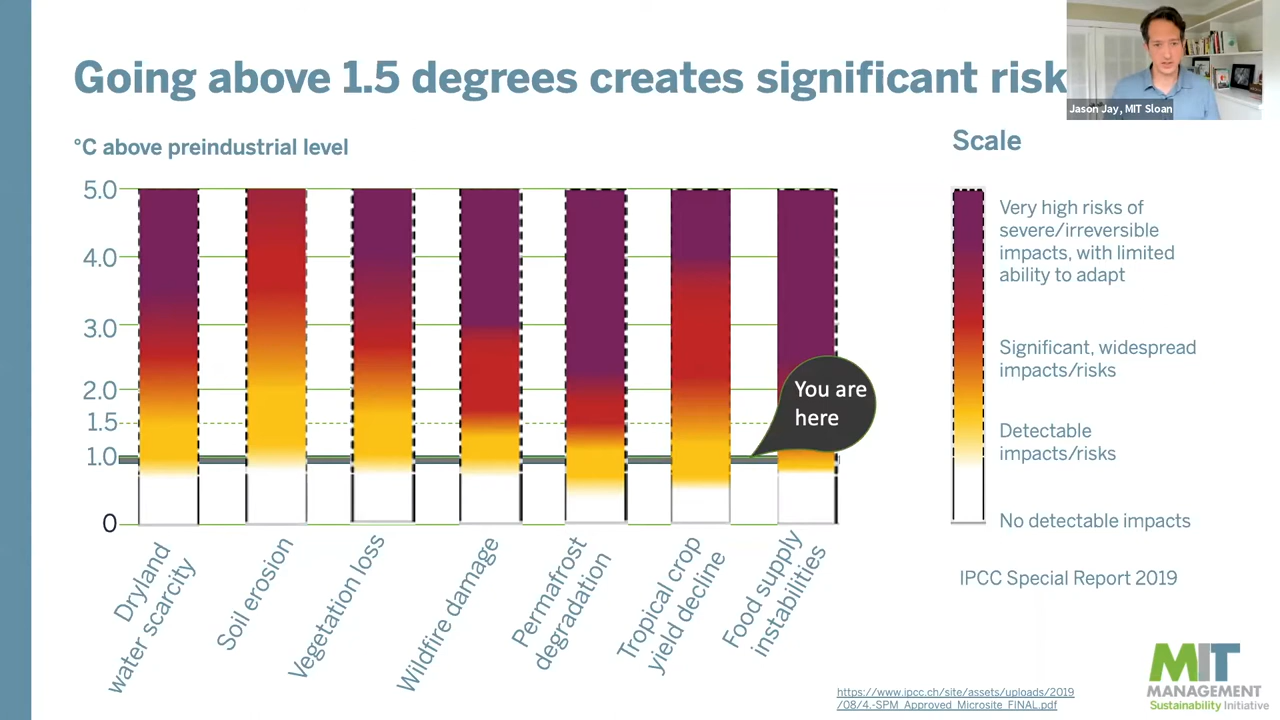 Going above 1.5 degrees creates significant risk
Jason Jay, MIT Sloan
°C above preindustrial level
Scale
5.0
4.0
3.0
2.0
1.5
1.0
0
You are
here
Dryland
water scarcity
Soil erosion
Vegetation loss
Wildfire damage
Permafrost
degradation
Tropical crop
yield decline
Food supply
instabilities
Very high risks of
severe/irreversible
impacts, with limited
ability to adapt
Significant, widespread
impacts/risks
Detectable
impacts/risks
No detectable impacts
IPCC Special Report 2019
https://www.ipcc.ch/site/assets/uploads/2019
/08/4.-SPM_Approved_Microsite_FINAL.pdf
MIT
MANAGEMENT
Sustainability Initiative